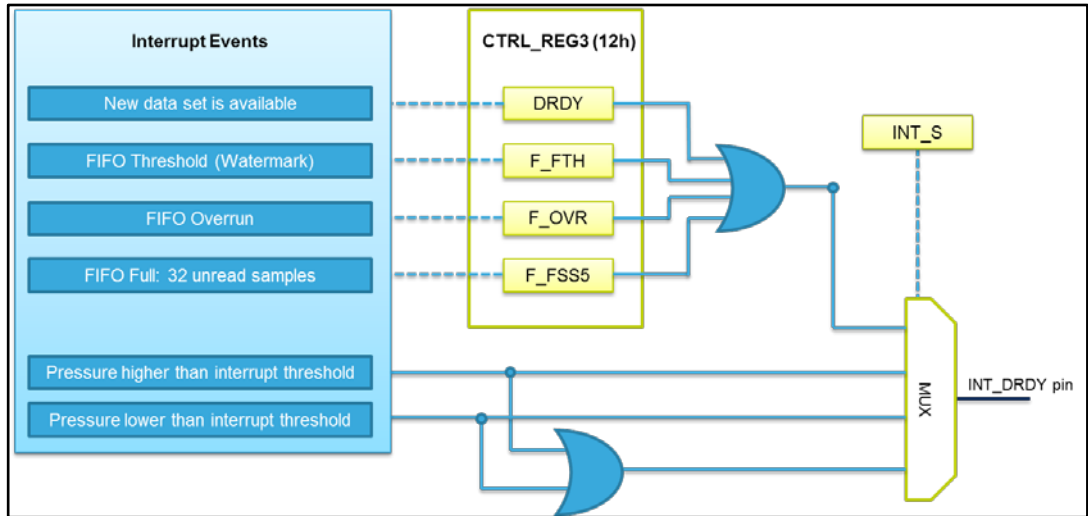 Interrupt Events
CTRL_REG3 (12h)
New data set is available
DRDY
INT_S
FIFO Threshold (Watermark)
F_FTH
FIFO Overrun
F_OVR
FIFO Full: 32 unread samples
F_FSS5
Pressure higher than interrupt threshold
MUX
INT_DRDY pin
Pressure lower than interrupt threshold